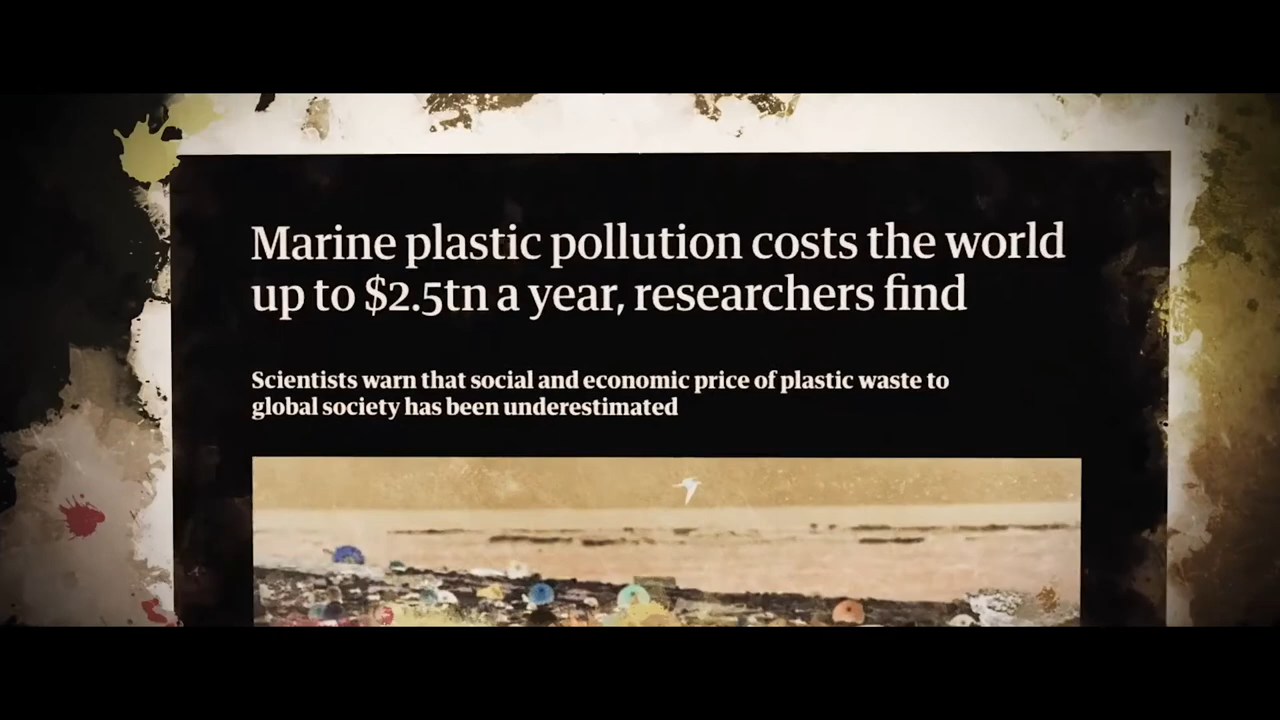 Marine plastic pollution costs the world
up to $2.5tn a year, researchers find
Scientists warn that social and economic price of plastic waste to
global society has been underestimated